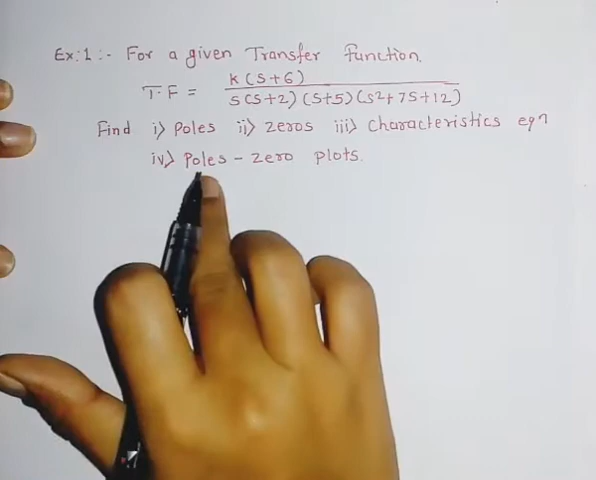 Ex:1:- For a given Transfer function.
T.F = K(S+6)
S(S+2)(S+5)(S²+7S+12)
Find i) Poles ii) zeros iii) characteristics eqn
iv) Poles - zero plots.